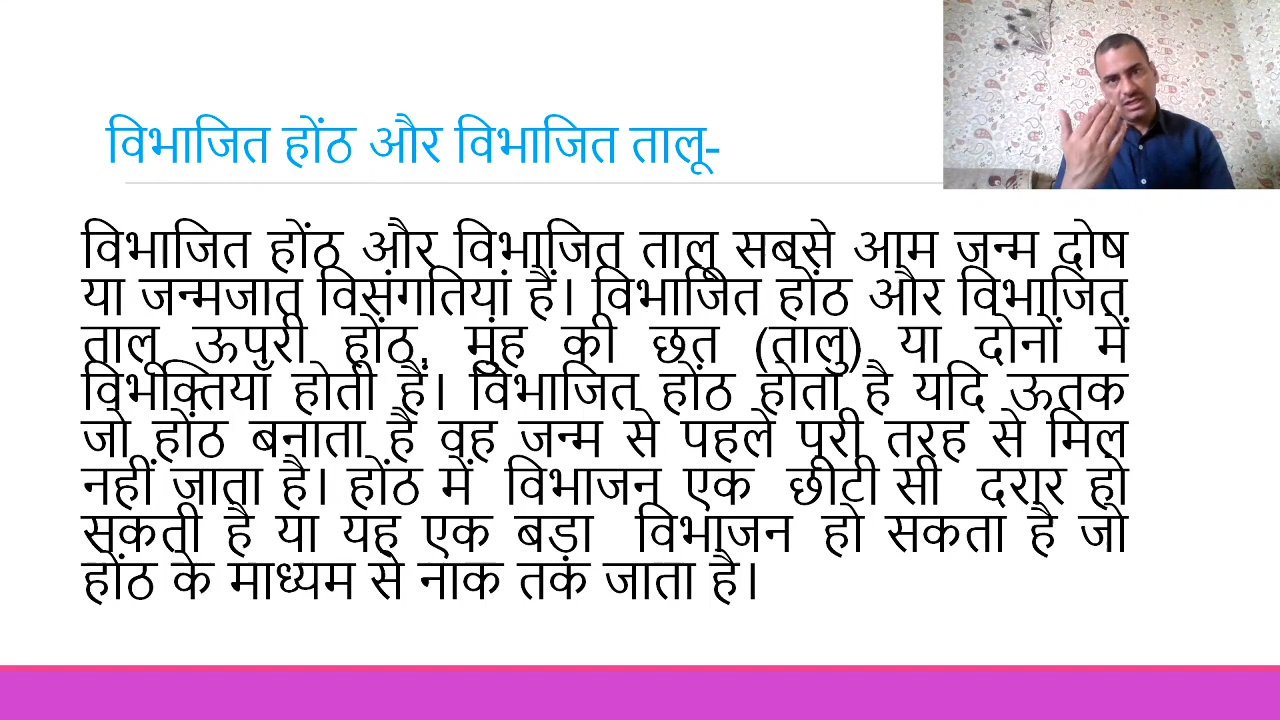 विभाजित होंठ और विभाजित तालू-
विभाजित होंठ और विभाजित तालू सबसे आम जन्म दोष
या जन्मजात विसंगतियां हैं। विभाजित होंठ और विभाजित
तालू ऊपरी होंठ, मुंह की छत (तालु) या दोनों में
विभक्तियाँ होती हैं। विभाजित होंठ होता है यदि ऊतक
जो होंठ बनाता है वह जन्म से पहले पूरी तरह से मिल
नहीं जाता है। होंठ में विभाजन एक छोटी सी दरार हो
सकती है या यह एक बड़ा विभाजन हो सकता है जो
होंठ के माध्यम से नाक तक जाता है।